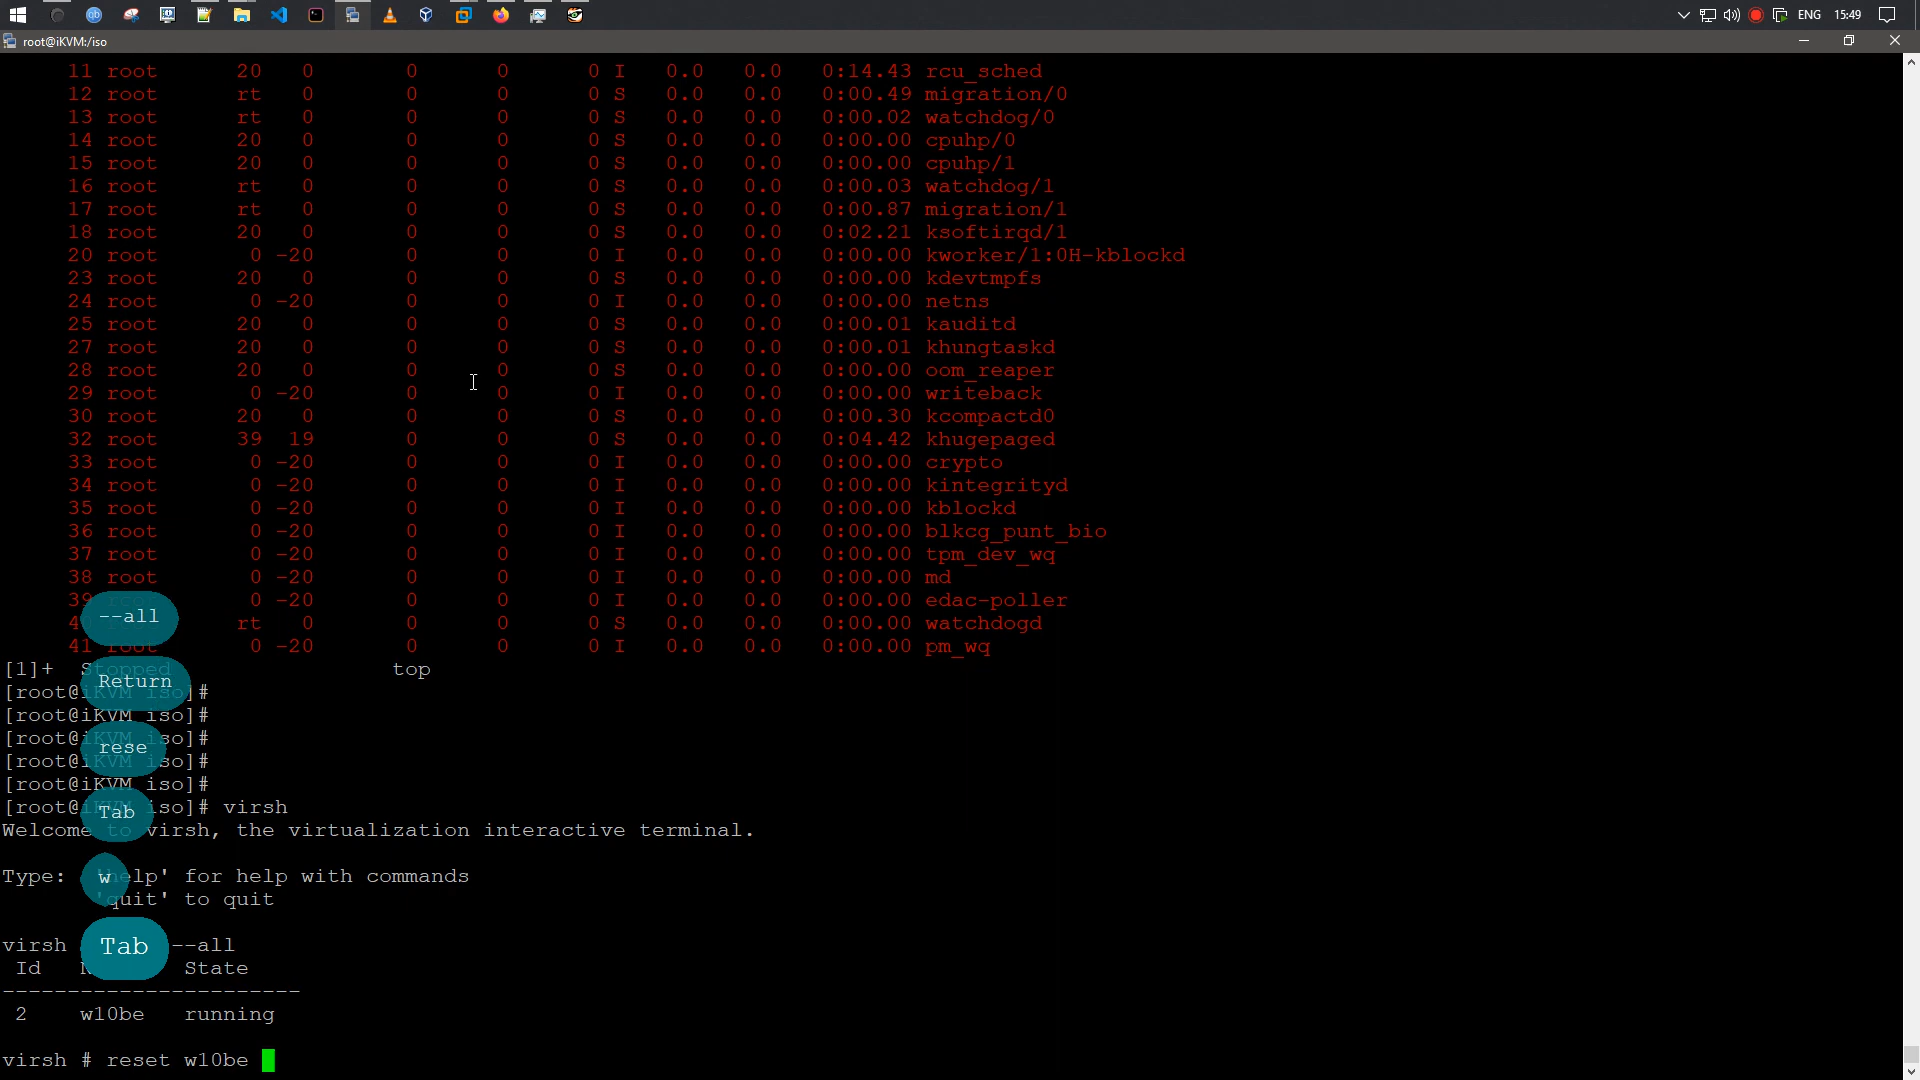 ENG 15:49
root@iKVM:/iso
11 root 20 0 0 0 0 I 0.0 0.0 0:14.43 rcu_sched
12 root rt 0 0 0 0 S 0.0 0.0 0:00.49 migration/0
13 root rt 0 0 0 0 S 0.0 0.0 0:00.02 watchdog/0
14 root 20 0 0 0 0 S 0.0 0.0 0:00.00 cpuhp/0
15 root 20 0 0 0 0 S 0.0 0.0 0:00.00 cpuhp/1
16 root rt 0 0 0 0 S 0.0 0.0 0:00.03 watchdog/1
17 root rt 0 0 0 0 S 0.0 0.0 0:00.87 migration/1
18 root 20 0 0 0 0 S 0.0 0.0 0:02.21 ksoftirqd/1
20 root 0 -20 0 0 0 I 0.0 0.0 0:00.00 kworker/1:0H-kblockd
23 root 20 0 0 0 0 S 0.0 0.0 0:00.00 kdevtmpfs
24 root 0 -20 0 0 0 I 0.0 0.0 0:00.00 netns
25 root 20 0 0 0 0 S 0.0 0.0 0:00.01 kauditd
27 root 20 0 0 0 0 S 0.0 0.0 0:00.01 khungtaskd
28 root 20 0 0 0 0 S 0.0 0.0 0:00.00 oom_reaper
29 root 0 -20 0 0 0 I 0.0 0.0 0:00.00 writeback
30 root 20 0 0 0 0 S 0.0 0.0 0:00.30 kcompactd0
32 root 39 19 0 0 0 S 0.0 0.0 0:04.42 khugepaged
33 root 0 -20 0 0 0 I 0.0 0.0 0:00.00 crypto
34 root 0 -20 0 0 0 I 0.0 0.0 0:00.00 kintegrityd
35 root 0 -20 0 0 0 I 0.0 0.0 0:00.00 kblockd
36 root 0 -20 0 0 0 I 0.0 0.0 0:00.00 blkcg_punt_bio
37 root 0 -20 0 0 0 I 0.0 0.0 0:00.00 tpm_dev_wq
38 root 0 -20 0 0 0 I 0.0 0.0 0:00.00 md
39 0 -20 0 0 0 I 0.0 0.0 0:00.00 edac-poller
--all
rt 0 0 0 0 S 0.0 0.0 0:00.00 watchdogd
41 root 0 -20 0 0 0 I 0.0 0.0 0:00.00 pm_wq
[1]+ Stopped top
Return
[root@iKVM iso]#
[root@iKVM iso]#
[root@iKVM iso]#
rese
[root@iKVM iso]#
[root@iKVM iso]#
[root@iKVM iso]# virsh
Tab
Welcome to virsh, the virtualization interactive terminal.
Type: 'help' for help with commands
w
'quit' to quit
virsh --all
Tab
Id State
------------------------
2 w10be running
virsh # reset w10be